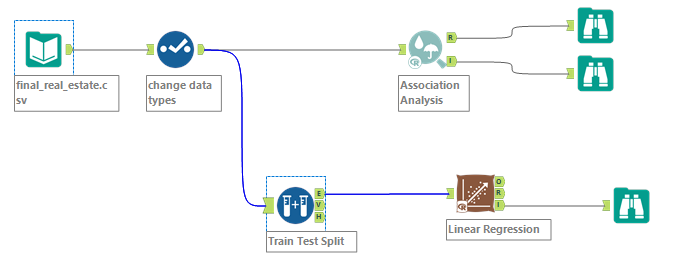 R
I
final_real_estate.c
sv
change data
types
Association
Analysis
E
V
H
O
R
I
Train Test Split
Linear Regression